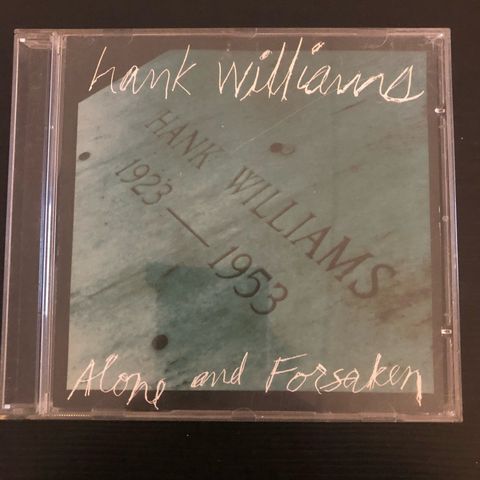 hank williams
HANK WILLIAMS
1923 — 1953
Alone and Forsaken